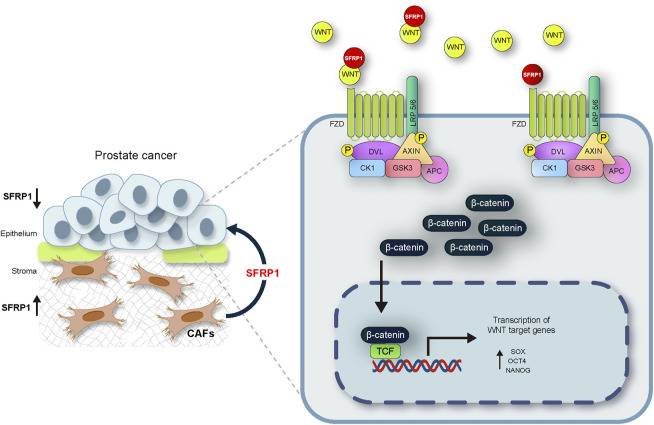 Prostate cancer
SFRP1
Epithelium
Stroma
SFRP1
SFRP1
CAFs
WNT
SFRP1
WNT
WNT
WNT
WNT
SFRP1
WNT
SFRP1
FZD
LRP 5/6
P
P
DVL
AXIN
CK1
GSK3
APC
FZD
LRP 5/6
P
P
DVL
AXIN
CK1
GSK3
APC
β-catenin
β-catenin
β-catenin
β-catenin
β-catenin
β-catenin
TCF
Transcription of
WNT target genes
SOX
OCT4
NANOG